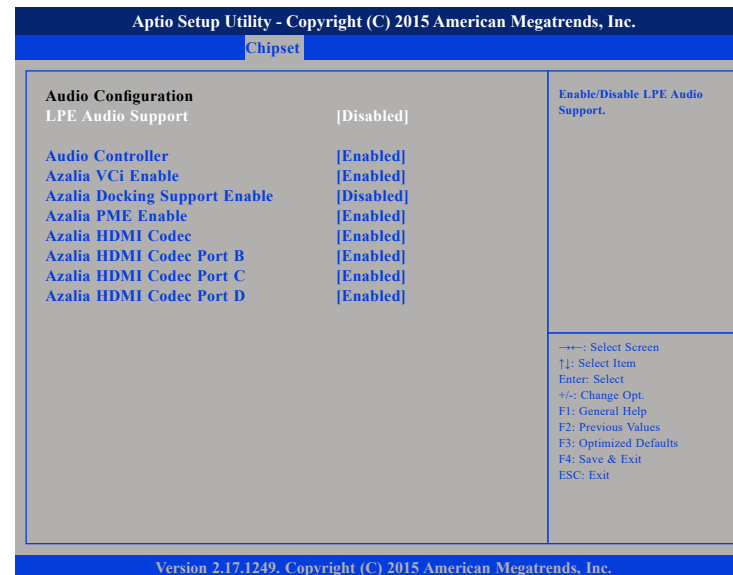 Aptio Setup Utility - Copyright (C) 2015 American Megatrends, Inc.
Chipset
Audio Configuration
LPE Audio Support [Disabled]
Audio Controller [Enabled]
Azalia VCi Enable [Enabled]
Azalia Docking Support Enable [Disabled]
Azalia PME Enable [Enabled]
Azalia HDMI Codec [Enabled]
Azalia HDMI Codec Port B [Enabled]
Azalia HDMI Codec Port C [Enabled]
Azalia HDMI Codec Port D [Enabled]
Enable/Disable LPE Audio
Support.
→←: Select Screen
↑↓: Select Item
Enter: Select
+/-: Change Opt.
F1: General Help
F2: Previous Values
F3: Optimized Defaults
F4: Save & Exit
ESC: Exit
Version 2.17.1249. Copyright (C) 2015 American Megatrends, Inc.